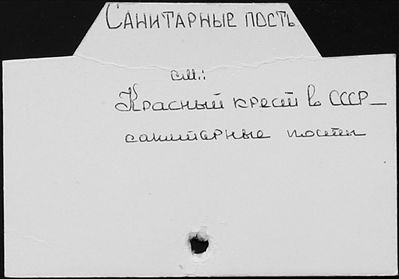 САНИТАРНЫЕ ПОСТЫ
см.:
Красный крест в СССР –
санитарные посты